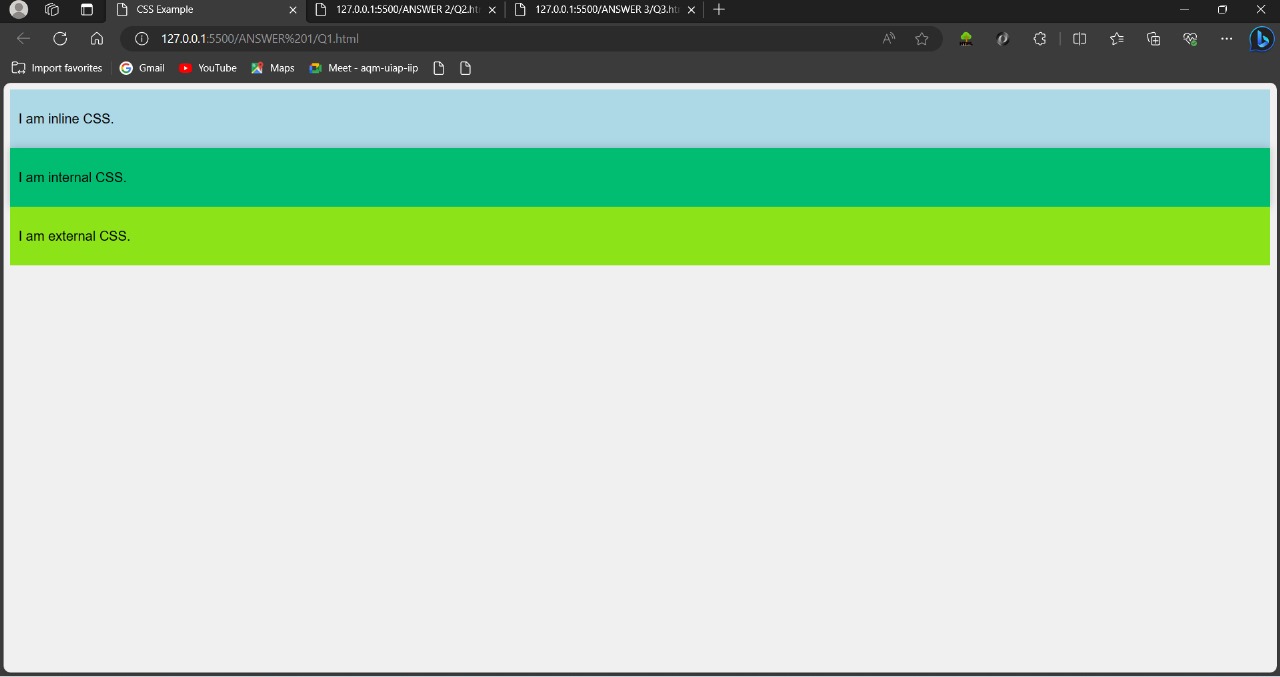 CSS Example
127.0.0.1:5500/ANSWER 2/Q2.ht
127.0.0.1:5500/ANSWER 3/Q3.ht
127.0.0.1:5500/ANSWER%201/Q1.html
Import favorites
Gmail
YouTube
Maps
Meet - aqm-uiap-iip
I am inline CSS.
I am internal CSS.
I am external CSS.